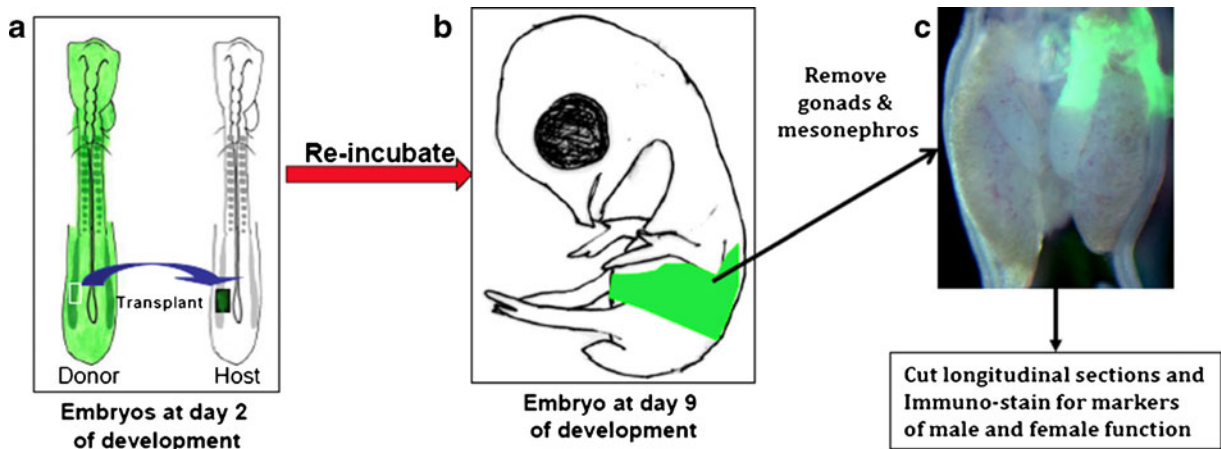 a
Donor
Host
Transplant
Embryos at day 2
of development
Re-incubate
b
Embryo at day 9
of development
Remove
gonads &
mesonephros
c
Cut longitudinal sections and
Immuno-stain for markers
of male and female function